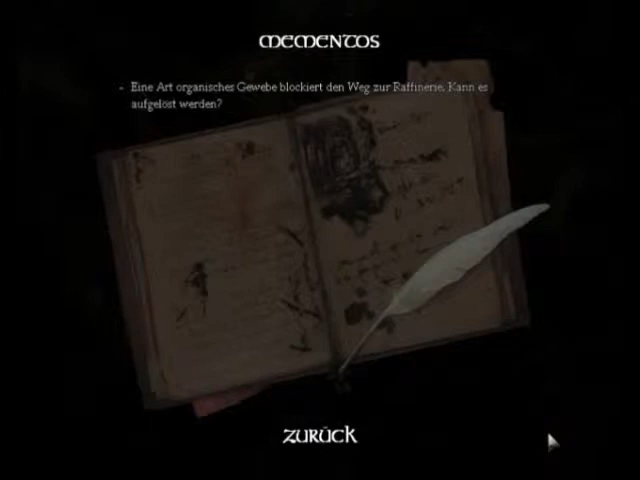 MEMENTOS
- Eine Art organisches Gewebe blockiert den Weg zur Raffinerie. Kann es
aufgelöst werden?
ZURÜCK